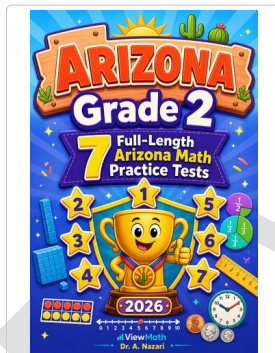 ARIZONA
Grade 2
7 Full-Length
Arizona Math
Practice Tests
1
2
5
3
6
4
7
2026
0 1 2 3 4 5 6 7 8 9 10
ViewMath
Dr. A. Nazari